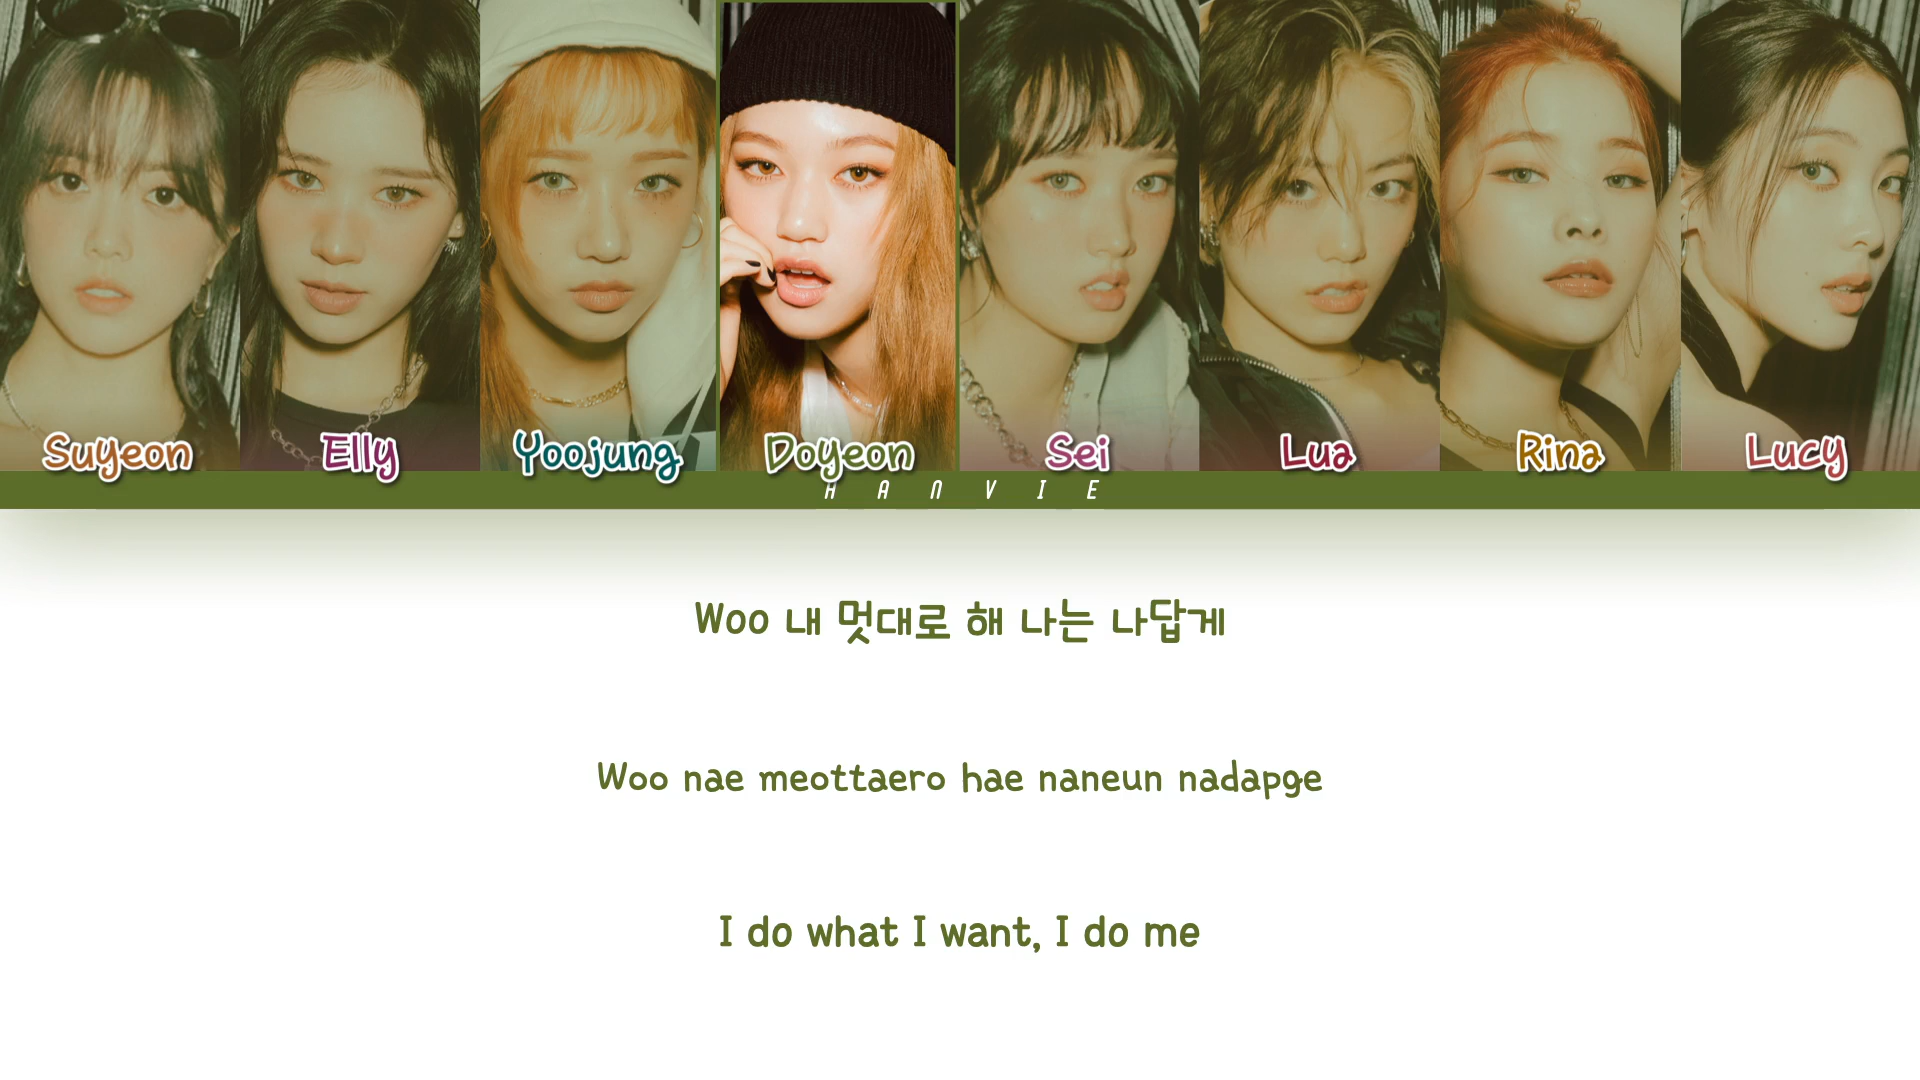 Suyeon Elly Yoojung Doyeon Sei Lua Rina Lucy
HANVIE
Woo 내 멋대로 해 나는 나답게
Woo nae meottaero hae naneun nadapge
I do what I want, I do me